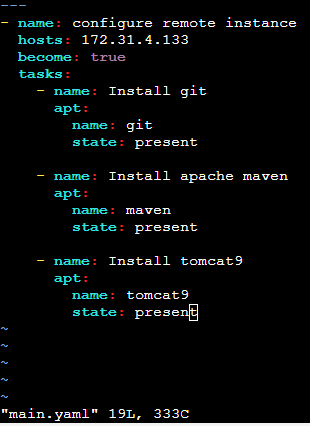 ---
- name: configure remote instance
  hosts: 172.31.4.133
  become: true
  tasks:
    - name: Install git
      apt:
        name: git
        state: present

    - name: Install apache maven
      apt:
        name: maven
        state: present

    - name: Install tomcat9
      apt:
        name: tomcat9
        state: present
~
~
~
~
~
"main.yaml" 19L, 333C